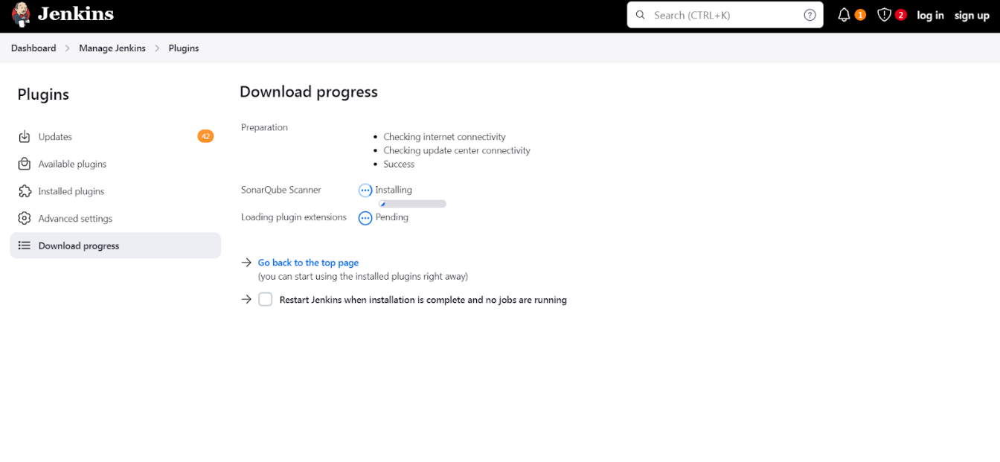 Jenkins
Search (CTRL+K)
?
1
2
log in
sign up
Dashboard
Manage Jenkins
Plugins
Plugins
Updates
42
Available plugins
Installed plugins
Advanced settings
Download progress
Download progress
Preparation
Checking internet connectivity
Checking update center connectivity
Success
SonarQube Scanner
Installing
Loading plugin extensions
Pending
Go back to the top page
(you can start using the installed plugins right away)
Restart Jenkins when installation is complete and no jobs are running